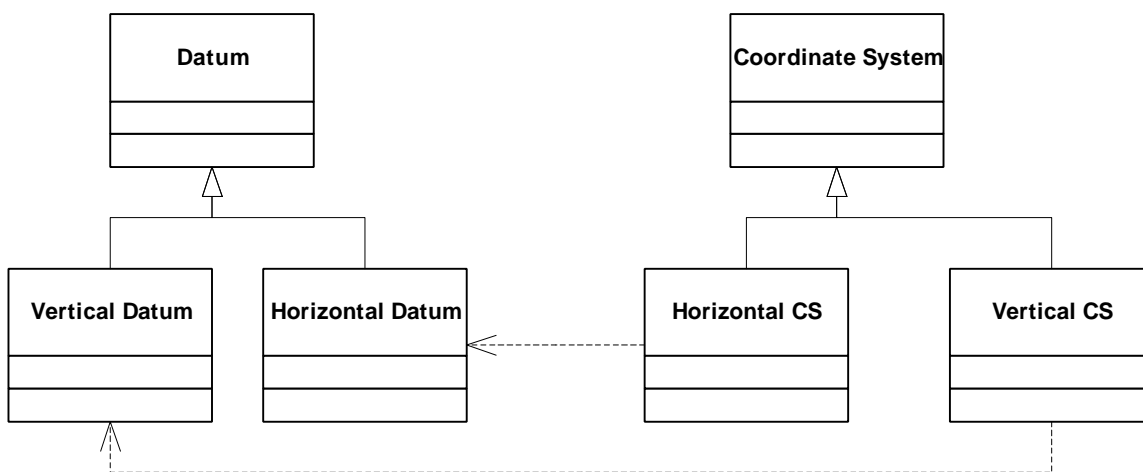 Datum
Coordinate System
Vertical Datum
Horizontal Datum
Horizontal CS
Vertical CS